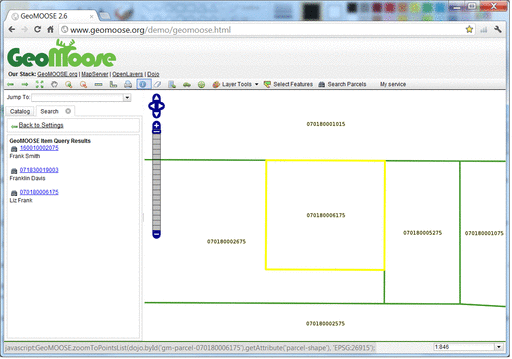 GeoMOOSE 2.6
www.geomoose.org/demo/geomoose.html
GeoMoose
Our Stack: GeoMOOSE.org | MapServer | OpenLayers | Dojo
Layer Tools Select Features Search Parcels My service
Jump To:
Catalog Search
Back to Settings
GeoMOOSE Item Query Results
160010002075
Frank Smith
071830019003
Franklin Davis
070180006175
Liz Frank
070180001015
070180006175
070180002675
070180005275
070180001075
070180002575
javascript:GeoMOOSE.zoomToPointsList(dojo.byId('gm-parcel-070180006175').getAttribute('parcel-shape'), 'EPSG:26915');
1:846